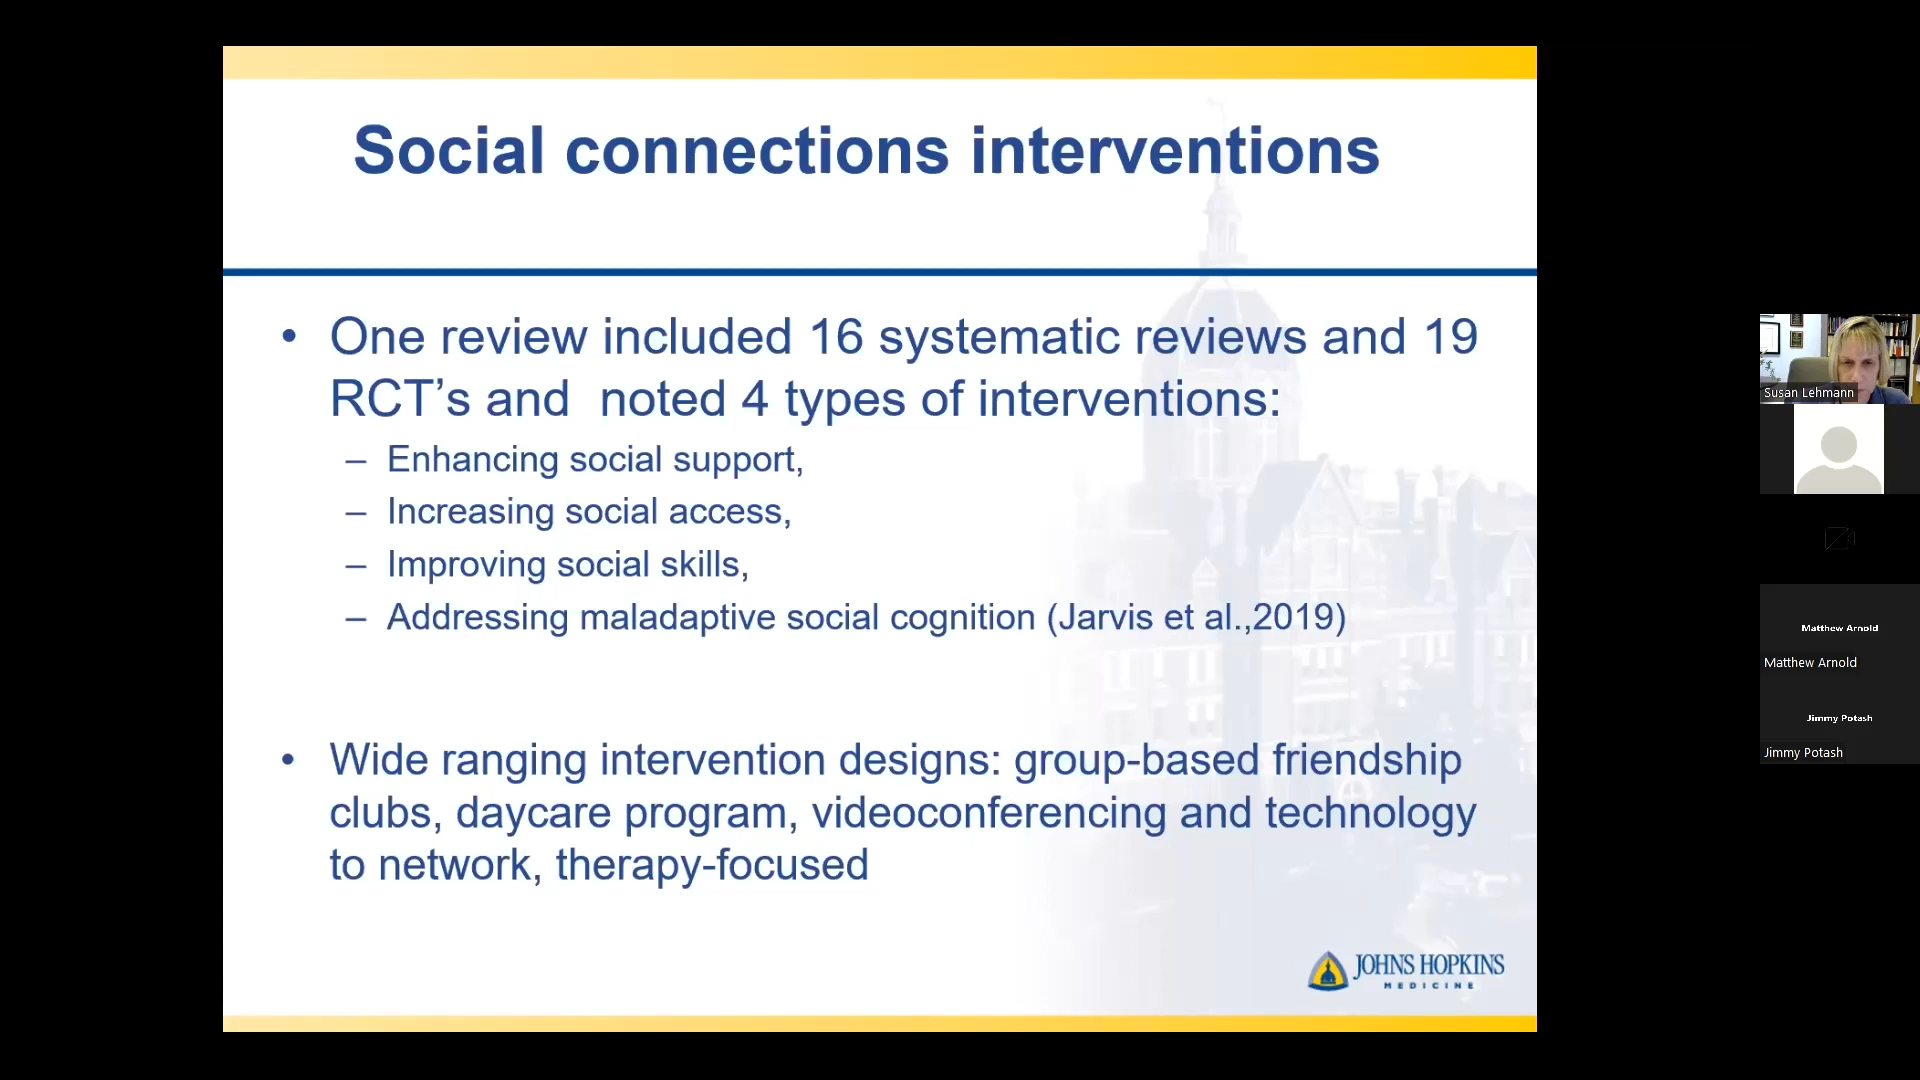 Social connections interventions
• One review included 16 systematic reviews and 19
RCT’s and  noted 4 types of interventions:
– Enhancing social support,
– Increasing social access,
– Improving social skills,
– Addressing maladaptive social cognition (Jarvis et al.,2019)
• Wide ranging intervention designs: group-based friendship
clubs, daycare program, videoconferencing and technology
to network, therapy-focused
JOHNS HOPKINS
MEDICINE
Susan Lehmann
Matthew Arnold
Matthew Arnold
Jimmy Potash
Jimmy Potash